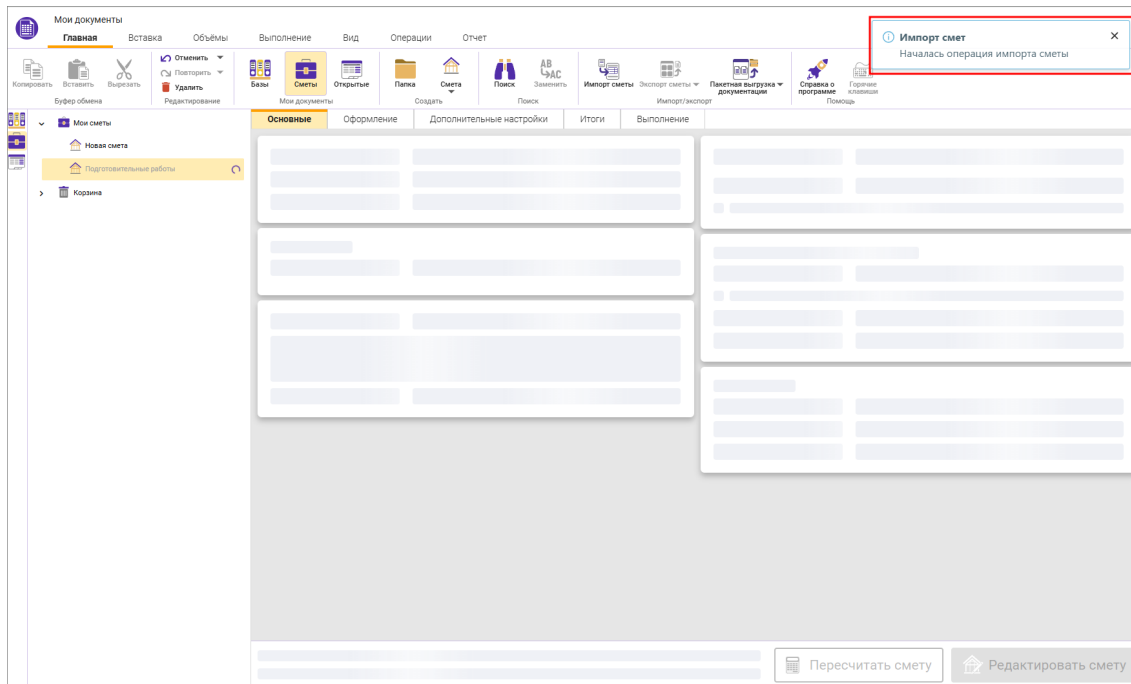 Мои документы
Главная Вставка Объёмы Выполнение Вид Операции Отчет
Импорт смет
Началась операция импорта сметы
Копировать Вставить Вырезать
Буфер обмена
Отменить
Повторить
Удалить
Редактирование
Базы Сметы Открытые
Мои документы
Папка Смета
Создать
AB
AC
Поиск Заменить
Поиск
Импорт сметы Экспорт сметы Пакетная выгрузка документации
Импорт/экспорт
Справка о программе Горячие клавиши
Помощь
Мои сметы
Новая смета
Подготовительные работы
Корзина
Основные Оформление Дополнительные настройки Итоги Выполнение
Пересчитать смету Редактировать смету